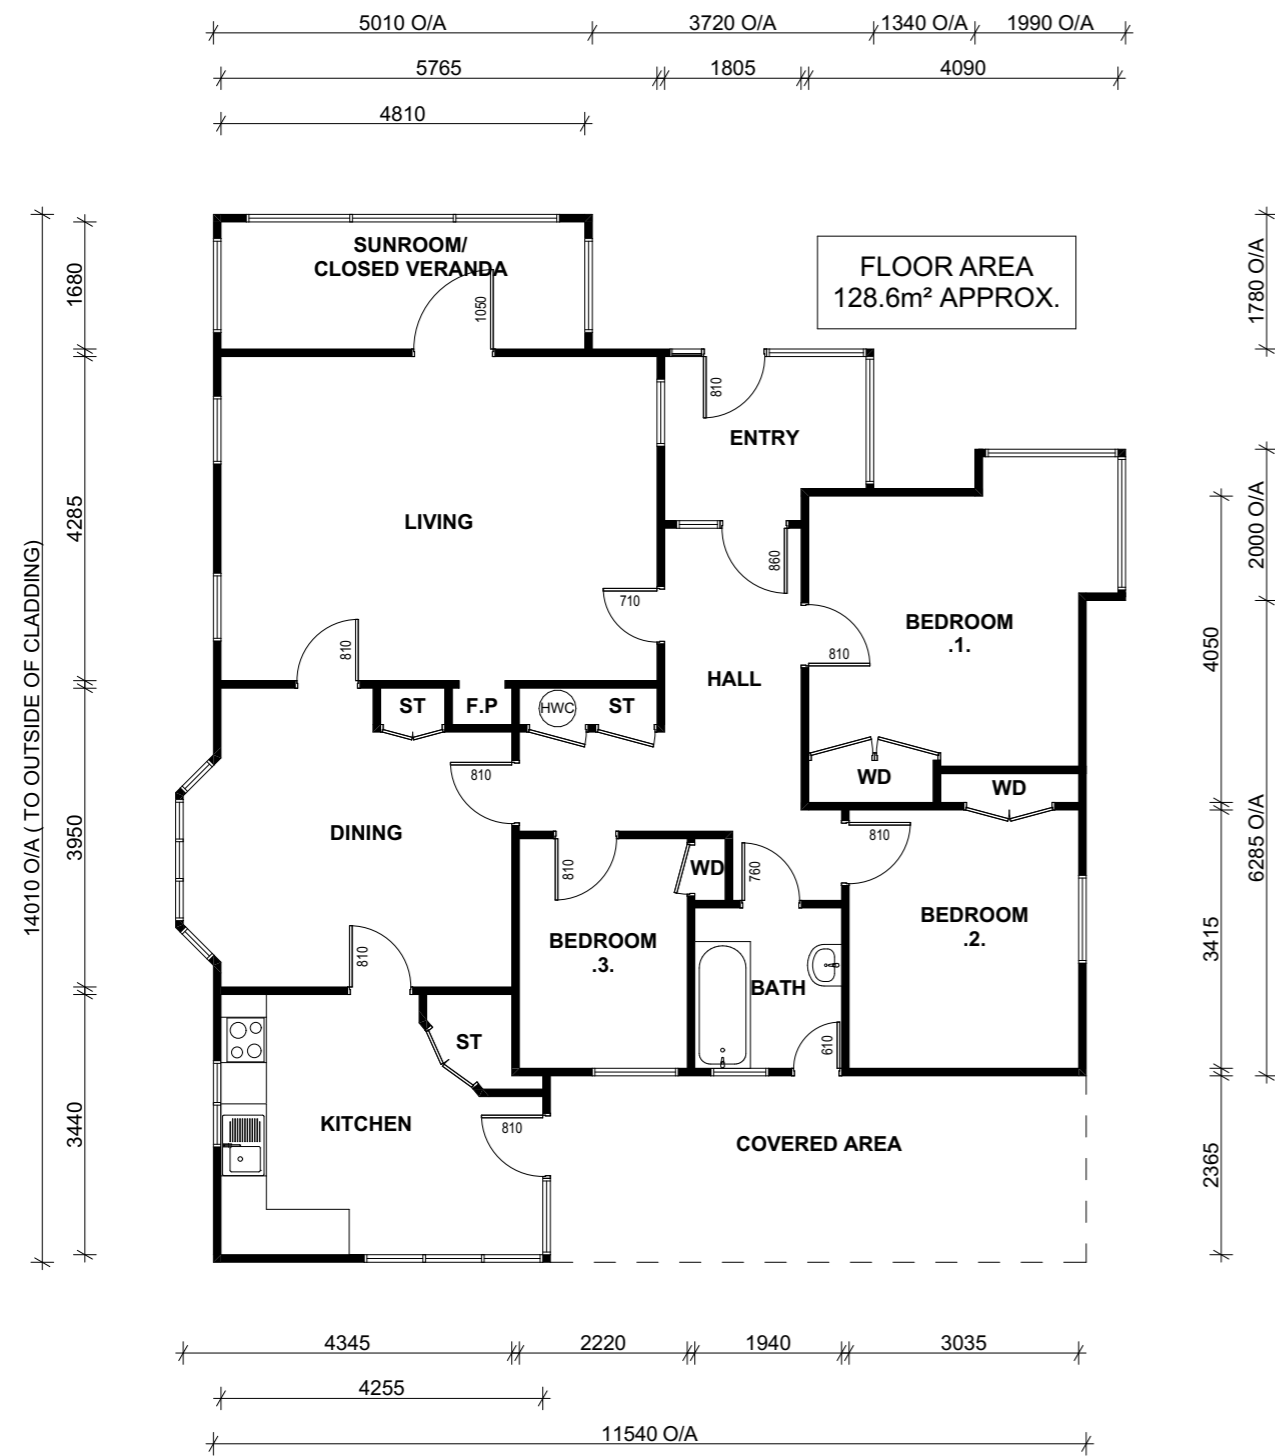 5010 O/A
3720 O/A
1340 O/A
1990 O/A
5765
1805
4090
4810
SUNROOM/
CLOSED VERANDA
FLOOR AREA
128.6m² APPROX.
1680
1780 O/A
1050
810
ENTRY
4285
LIVING
860
2000 O/A
14010 O/A ( TO OUTSIDE OF CLADDING)
710
810
BEDROOM
.1.
810
4050
HALL
ST
F.P
HWC
ST
810
WD
WD
3950
DINING
810
WD
760
810
6285 O/A
BEDROOM
.2.
3415
810
BEDROOM
.3.
BATH
ST
610
3440
KITCHEN
810
COVERED AREA
2365
4345
2220
1940
3035
4255
11540 O/A